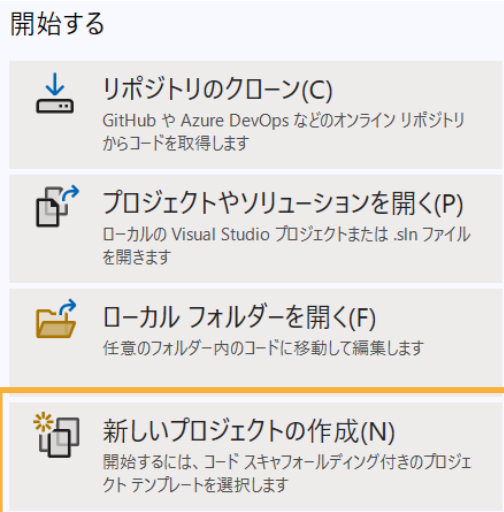 開始する
リポジトリのクローン(C)
GitHub や Azure DevOps などのオンライン リポジトリ
からコードを取得します
プロジェクトやソリューションを開く(P)
ローカルの Visual Studio プロジェクトまたは .sln ファイル
を開きます
ローカル フォルダーを開く(F)
任意のフォルダー内のコードに移動して編集します
新しいプロジェクトの作成(N)
開始するには、コード スキャフォールディング付きのプロジェ
クト テンプレートを選択します